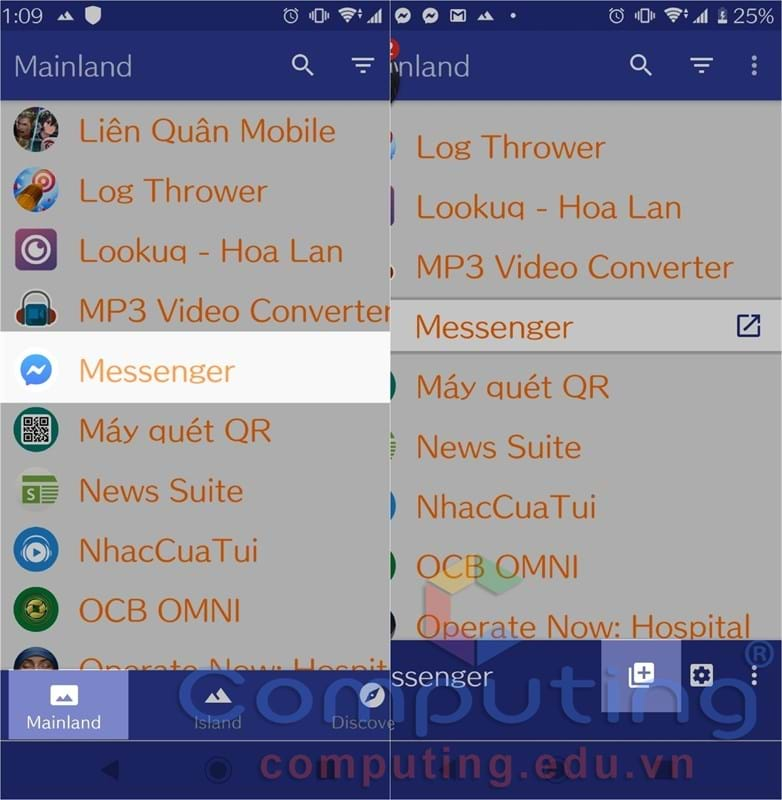 1:09
Mainland
Liên Quân Mobile
Log Thrower
Lookuq - Hoa Lan
MP3 Video Converter
Messenger
Máy quét QR
News Suite
NhacCuaTui
OCB OMNI
Operate Now: Hospit
Mainland
Island
Discove
25%
2
inland
Log Thrower
Lookuq - Hoa Lan
MP3 Video Converter
Messenger
Máy quét QR
News Suite
NhacCuaTui
OCB OMNI
Operate Now: Hospital
ssenger
Computing®
computing.edu.vn